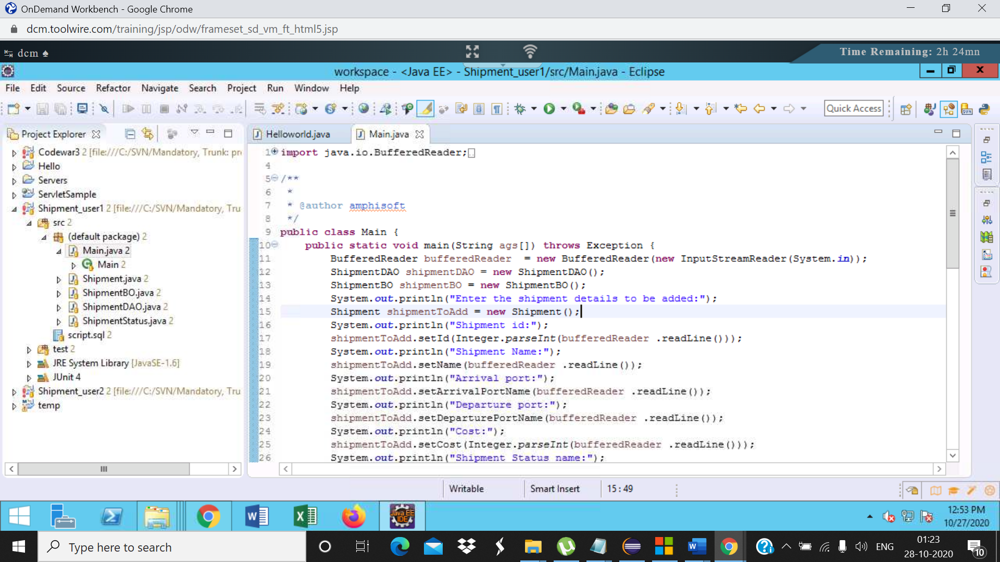 OnDemand Workbench - Google Chrome
dcm.toolwire.com/training/jsp/odw/frameset_sd_vm_ft_html5.jsp
dcm ♠
Time Remaining: 2h 24mn
workspace - <Java EE> - Shipment_user1/src/Main.java - Eclipse
File Edit Source Refactor Navigate Search Project Run Window Help
Quick Access
Project Explorer
Codewar3 2 [file:///C:/SVN/Mandatory, Trunk: pr
Hello
Servers
ServletSample
Shipment_user1 2 [file:///C:/SVN/Mandatory, Tru
src 2
(default package) 2
Main.java 2
Main 2
Shipment.java 2
ShipmentBO.java 2
ShipmentDAO.java 2
ShipmentStatus.java 2
script.sql 2
test 2
JRE System Library [JavaSE-1.6]
JUnit 4
Shipment_user2 2 [file:///C:/SVN/Mandatory, Tru
temp
Helloworld.java Main.java
1 import java.io.BufferedReader;
4
5 /**
6 *
7 * @author amphisoft
8 */
9 public class Main {
10 public static void main(String ags[]) throws Exception {
11 BufferedReader bufferedReader  = new BufferedReader(new InputStreamReader(System.in));
12 ShipmentDAO shipmentDAO = new ShipmentDAO();
13 ShipmentBO shipmentBO = new ShipmentBO();
14 System.out.println("Enter the shipment details to be added:");
15 Shipment shipmentToAdd = new Shipment();
16 System.out.println("Shipment id:");
17 shipmentToAdd.setId(Integer.parseInt(bufferedReader .readLine()));
18 System.out.println("Shipment Name:");
19 shipmentToAdd.setName(bufferedReader .readLine());
20 System.out.println("Arrival port:");
21 shipmentToAdd.setArrivalPortName(bufferedReader .readLine());
22 System.out.println("Departure port:");
23 shipmentToAdd.setDeparturePortName(bufferedReader .readLine());
24 System.out.println("Cost:");
25 shipmentToAdd.setCost(Integer.parseInt(bufferedReader .readLine()));
26 System.out.println("Shipment Status name:");
Writable Smart Insert 15 : 49
Java EE
IDE
12:53 PM
10/27/2020
Type here to search
ENG
01:23
28-10-2020
10